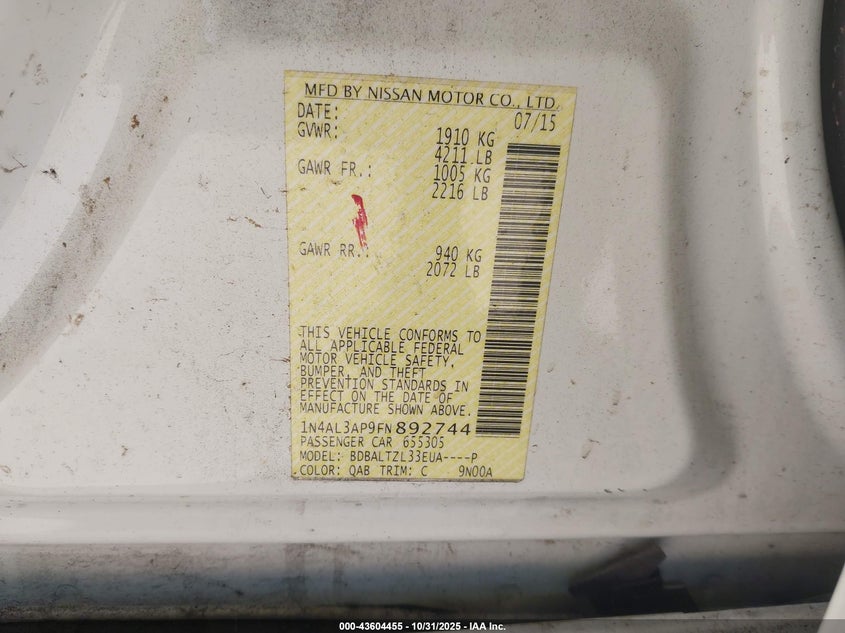 MFD BY NISSAN MOTOR CO., LTD.
DATE: 07/15
GVWR: 1910 KG
4211 LB
GAWR FR.: 1005 KG
2216 LB
GAWR RR.: 940 KG
2072 LB
THIS VEHICLE CONFORMS TO
ALL APPLICABLE FEDERAL
MOTOR VEHICLE SAFETY,
BUMPER, AND THEFT
PREVENTION STANDARDS IN
EFFECT ON THE DATE OF
MANUFACTURE SHOWN ABOVE.
1N4AL3AP9FN892744
PASSENGER CAR 655305
MODEL: BDBALTZL33EUA----P
COLOR: QAB TRIM: C 9N00A
000-43604455 - 10/31/2025 - IAA Inc.